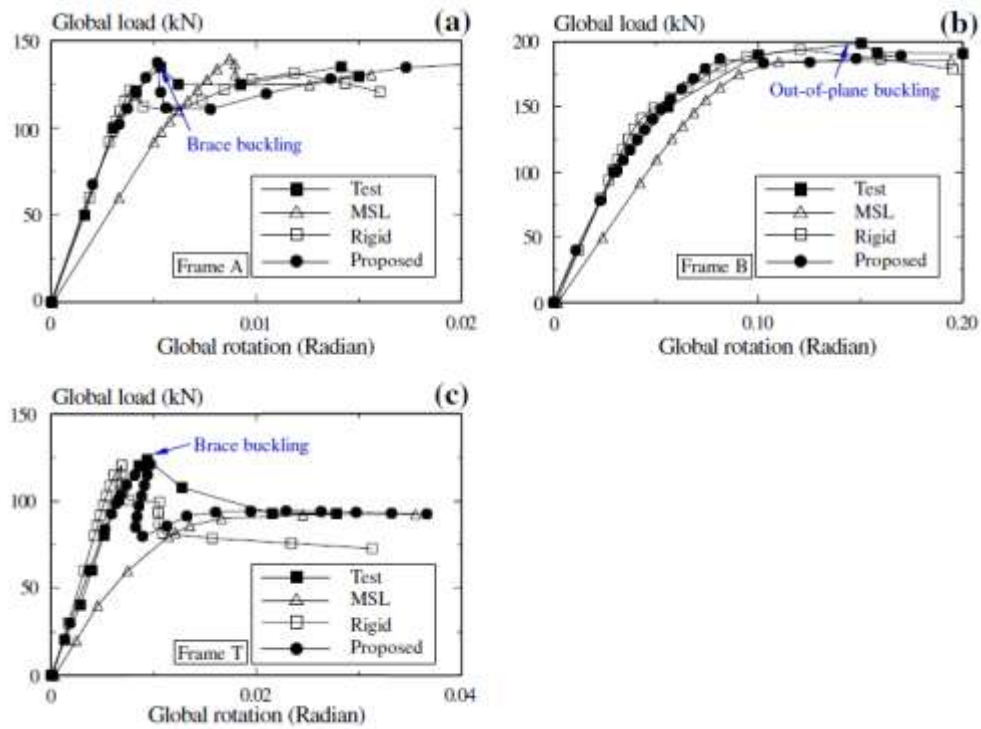 Global load (kN)
(a)
150
100
50
0
Brace buckling
Test
MSL
Rigid
Proposed
Frame A
0
0.01
0.02
Global rotation (Radian)
Global load (kN)
(b)
200
150
100
50
0
Out-of-plane buckling
Test
MSL
Rigid
Proposed
Frame B
0
0.10
0.20
Global rotation (Radian)
Global load (kN)
(c)
150
100
50
0
Brace buckling
Test
MSL
Rigid
Proposed
Frame T
0
0.02
0.04
Global rotation (Radian)